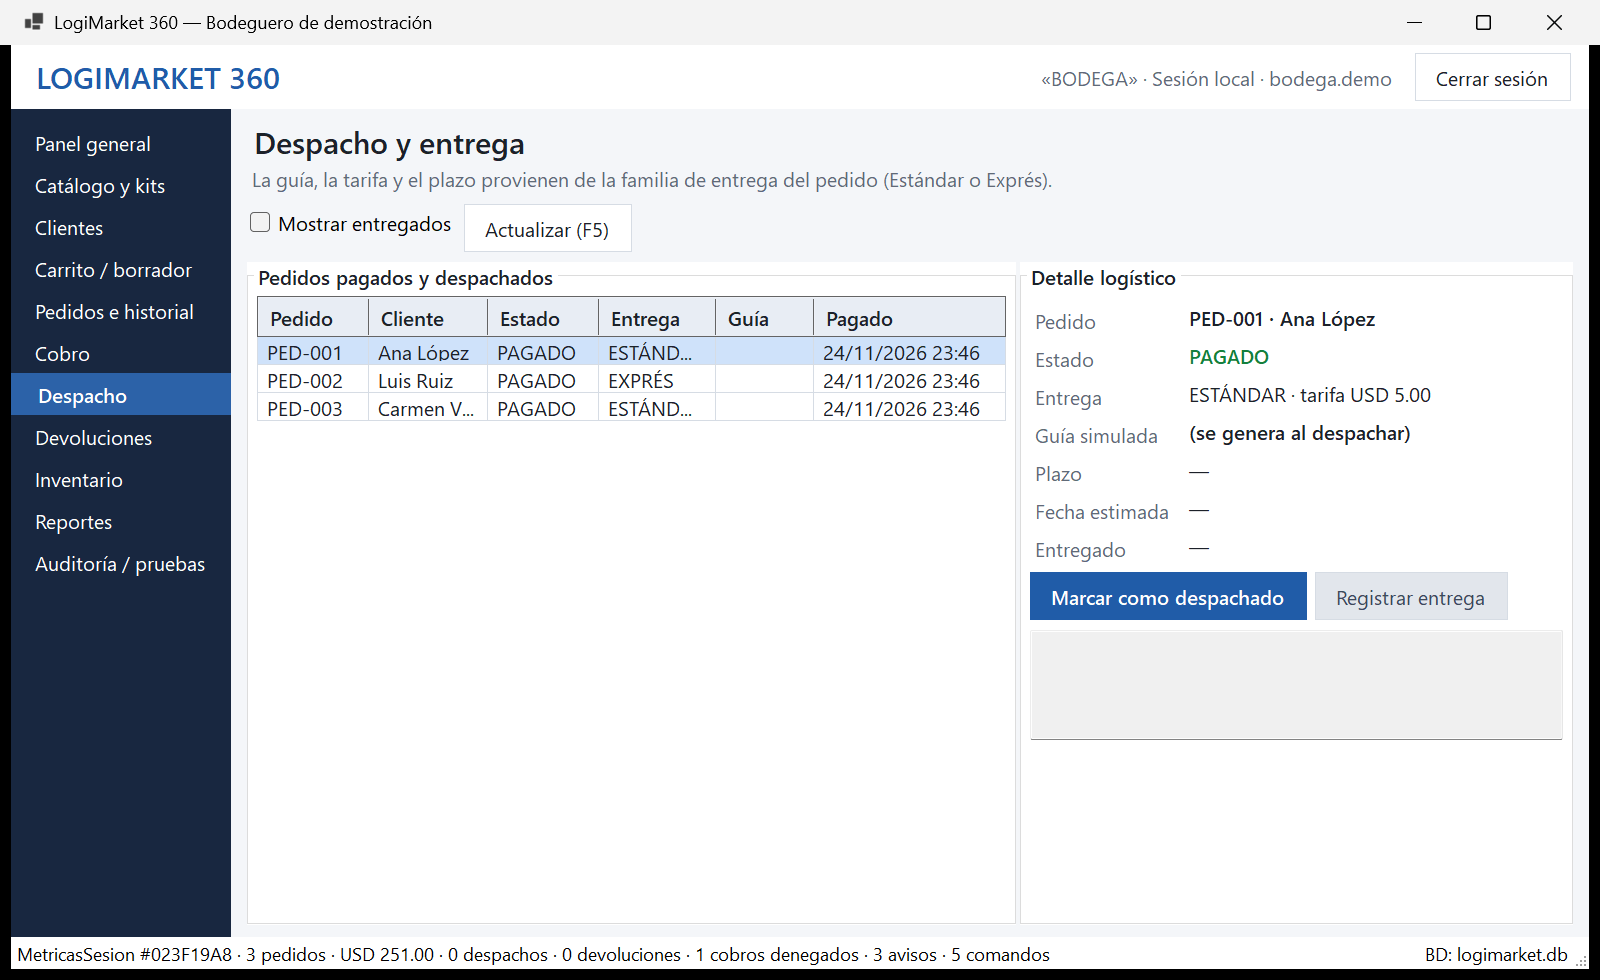 LogiMarket 360 — Bodeguero de demostración
LOGIMARKET 360
«BODEGA» · Sesión local · bodega.demo
Cerrar sesión
Panel general
Catálogo y kits
Clientes
Carrito / borrador
Pedidos e historial
Cobro
Despacho
Devoluciones
Inventario
Reportes
Auditoría / pruebas
Despacho y entrega
La guía, la tarifa y el plazo provienen de la familia de entrega del pedido (Estándar o Exprés).
Mostrar entregados
Actualizar (F5)
Pedidos pagados y despachados
Pedido Cliente Estado Entrega Guía Pagado
PED-001 Ana López PAGADO ESTÁND... 24/11/2026 23:46
PED-002 Luis Ruiz PAGADO EXPRÉS 24/11/2026 23:46
PED-003 Carmen V... PAGADO ESTÁND... 24/11/2026 23:46
Detalle logístico
Pedido PED-001 · Ana López
Estado PAGADO
Entrega ESTÁNDAR · tarifa USD 5.00
Guía simulada (se genera al despachar)
Plazo —
Fecha estimada —
Entregado —
Marcar como despachado
Registrar entrega
MetricasSesion #023F19A8 · 3 pedidos · USD 251.00 · 0 despachos · 0 devoluciones · 1 cobros denegados · 3 avisos · 5 comandos
BD: logimarket.db